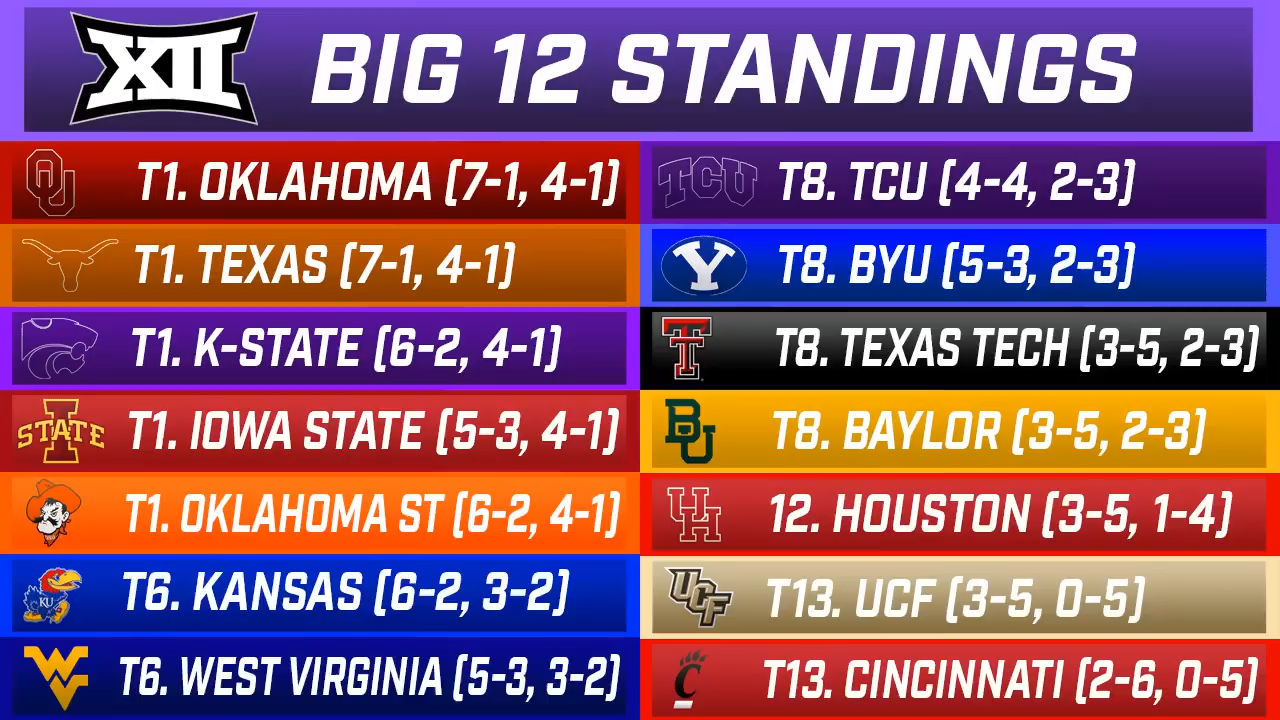 XII BIG 12 STANDINGS
T1. OKLAHOMA (7-1, 4-1)
T1. TEXAS (7-1, 4-1)
T1. K-STATE (6-2, 4-1)
STATE T1. IOWA STATE (5-3, 4-1)
T1. OKLAHOMA ST (6-2, 4-1)
KU T6. KANSAS (6-2, 3-2)
WV T6. WEST VIRGINIA (5-3, 3-2)
TCU T8. TCU (4-4, 2-3)
Y T8. BYU (5-3, 2-3)
T T8. TEXAS TECH (3-5, 2-3)
BU T8. BAYLOR (3-5, 2-3)
UH 12. HOUSTON (3-5, 1-4)
UCF T13. UCF (3-5, 0-5)
C T13. CINCINNATI (2-6, 0-5)